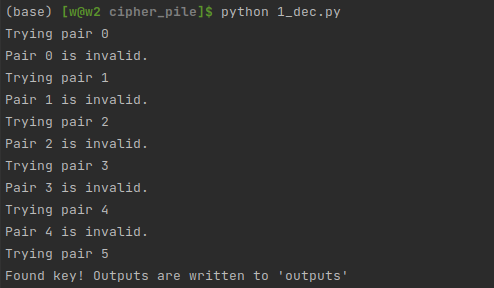 (base) [w@w2 cipher_pile]$ python 1_dec.py
Trying pair 0
Pair 0 is invalid.
Trying pair 1
Pair 1 is invalid.
Trying pair 2
Pair 2 is invalid.
Trying pair 3
Pair 3 is invalid.
Trying pair 4
Pair 4 is invalid.
Trying pair 5
Found key! Outputs are written to 'outputs'